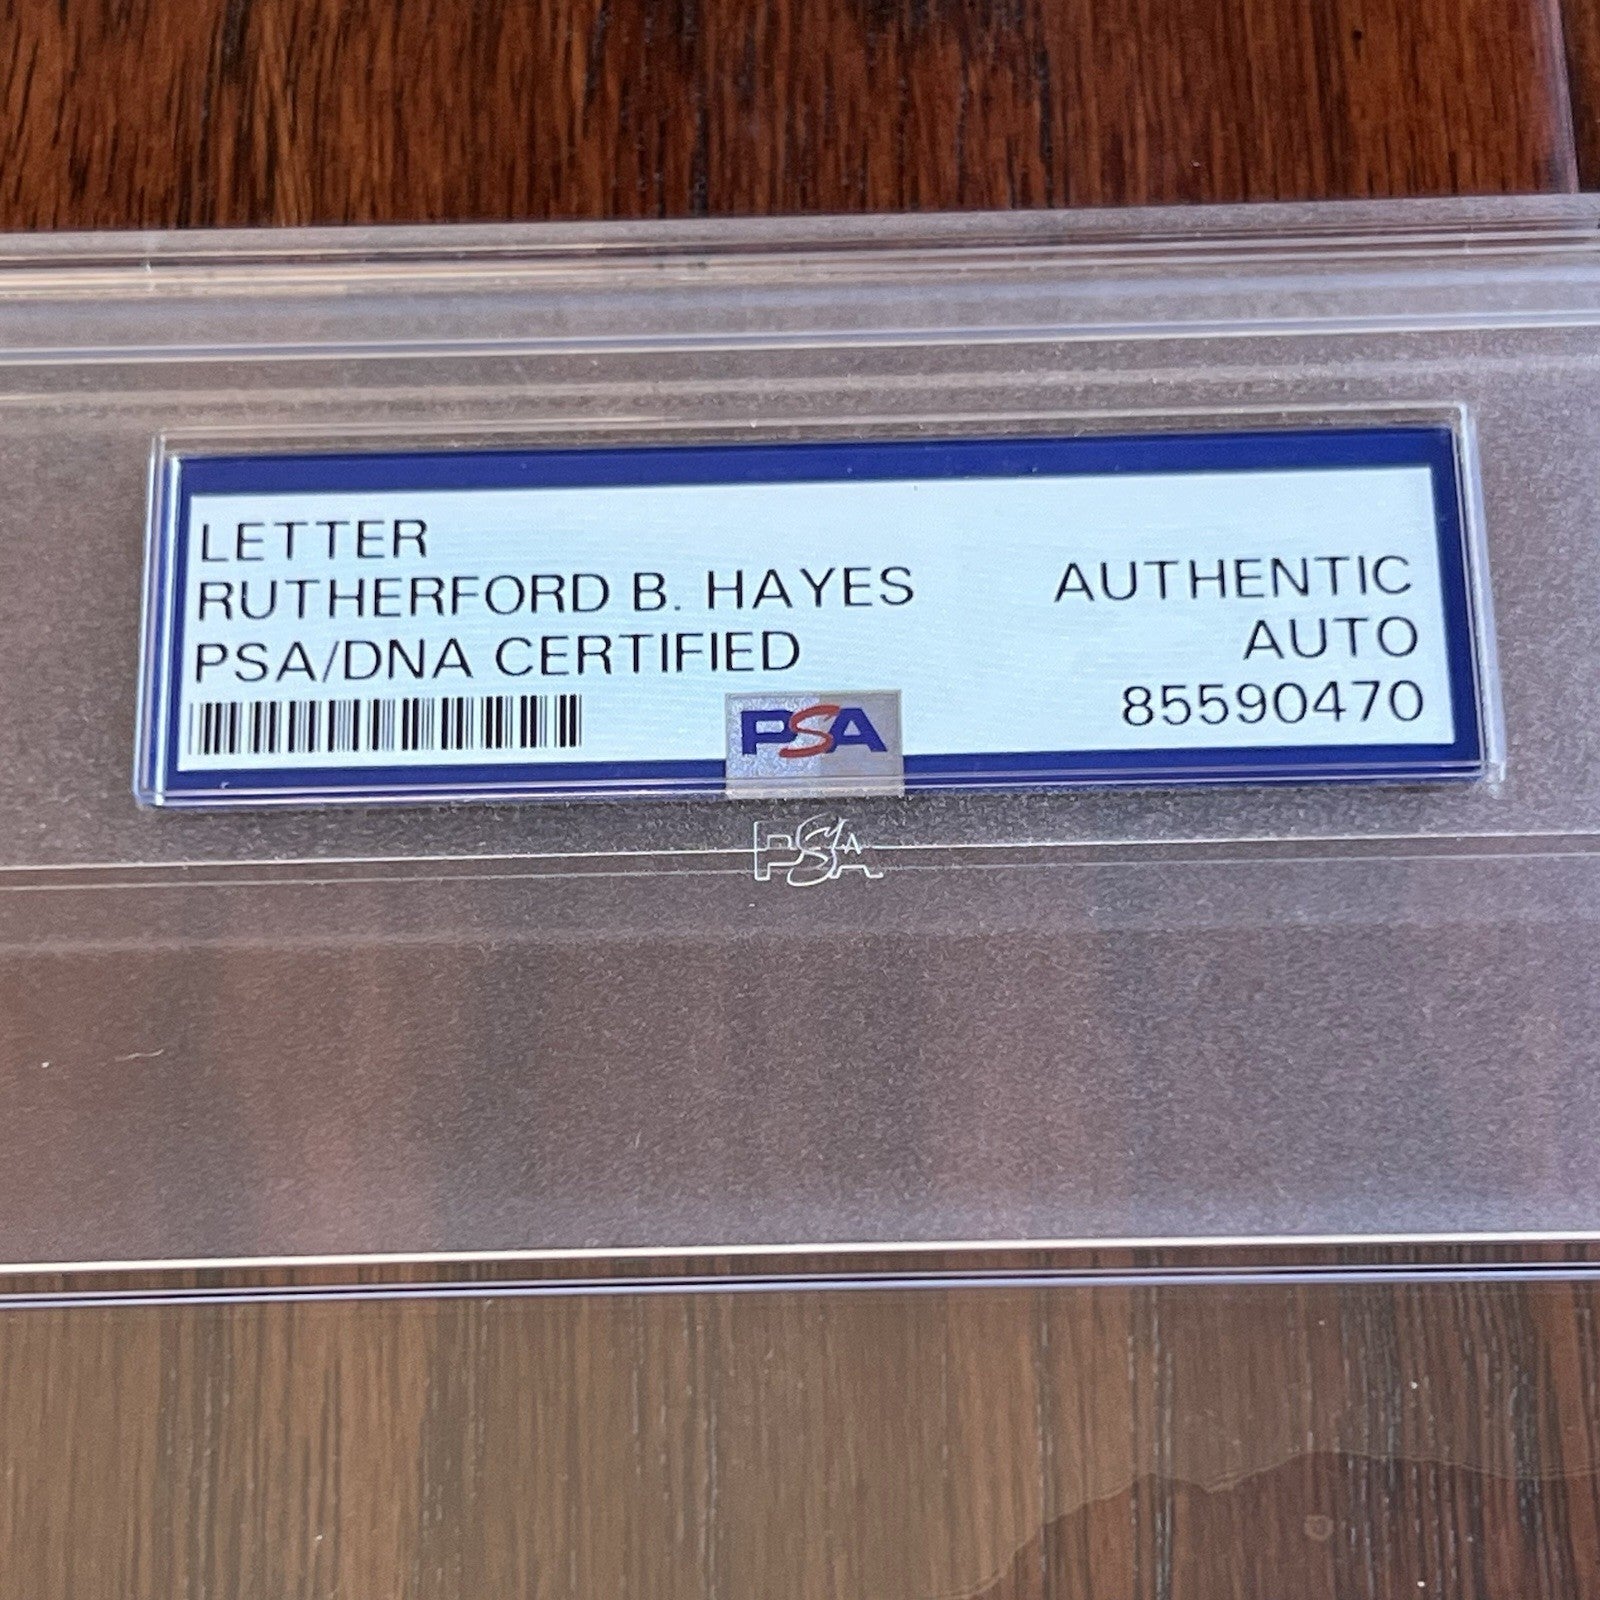 LETTER
RUTHERFORD B. HAYES
PSA/DNA CERTIFIED
AUTHENTIC
AUTO
85590470
PSA
PSA